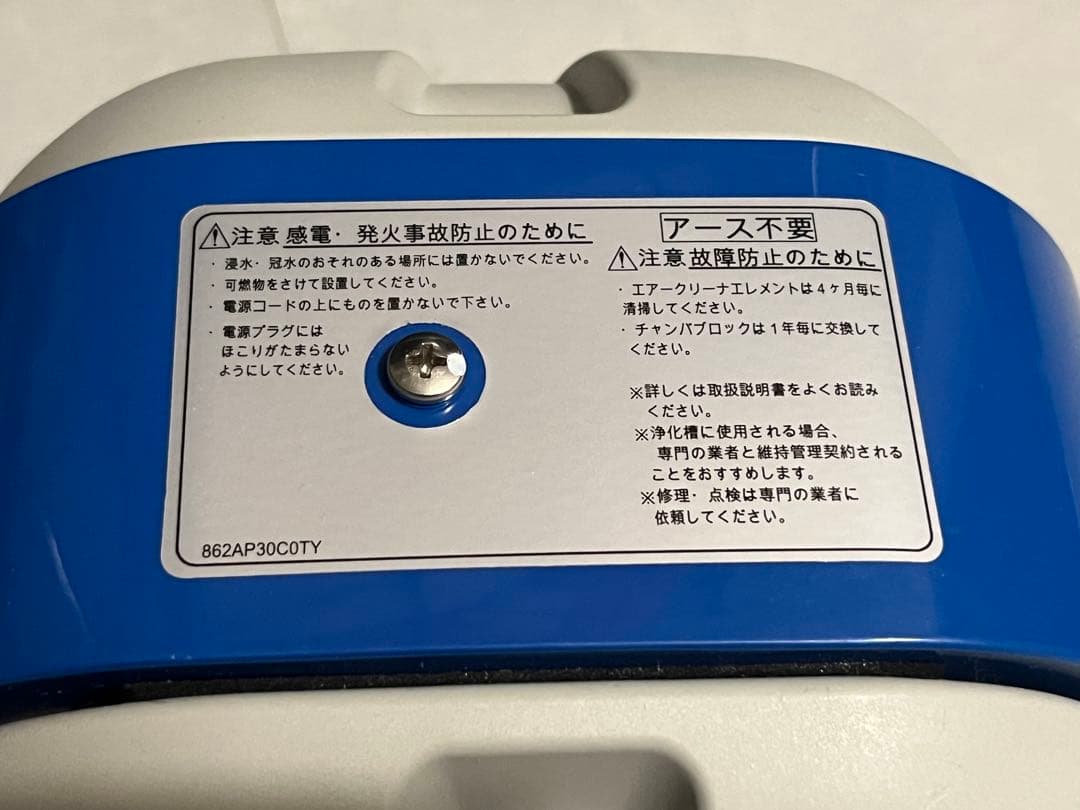 ⚠注意 感電・発火事故防止のために
・浸水・冠水のおそれのある場所には置かないでください。
・可燃物をさけて設置してください。
・電源コードの上にものを置かないで下さい。
・電源プラグには
ほこりがたまらない
ようにしてください。
862AP30C0TY
アース不要
⚠注意 故障防止のために
・エアークリーナエレメントは4ヶ月毎に
清掃してください。
・チャンバブロックは1年毎に交換して
ください。
※詳しくは取扱説明書をよくお読み
ください。
※浄化槽に使用される場合、
専門の業者と維持管理契約される
ことをおすすめします。
※修理・点検は専門の業者に
依頼してください。